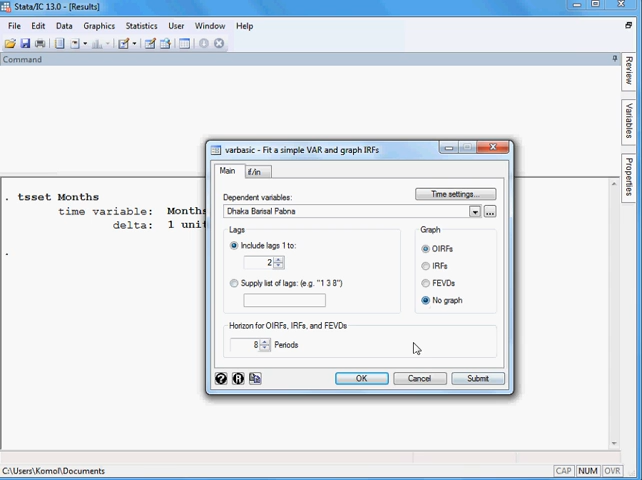 Stata/IC 13.0 - [Results]
File Edit Data Graphics Statistics User Window Help
Command
Review
Variables
Properties
. tsset Months
time variable: Months
delta: 1 unit
.
varbasic - Fit a simple VAR and graph IRFs
Main if/in
Time settings...
Dependent variables:
Dhaka Barisal Pabna
...
Lags
Include lags 1 to:
2
Supply list of lags: (e.g. "1 3 8")
Graph
OIRFs
IRFs
FEVDs
No graph
Horizon for OIRFs, IRFs, and FEVDs
8 Periods
OK Cancel Submit
C:\Users\Komol\Documents
CAP NUM OVR